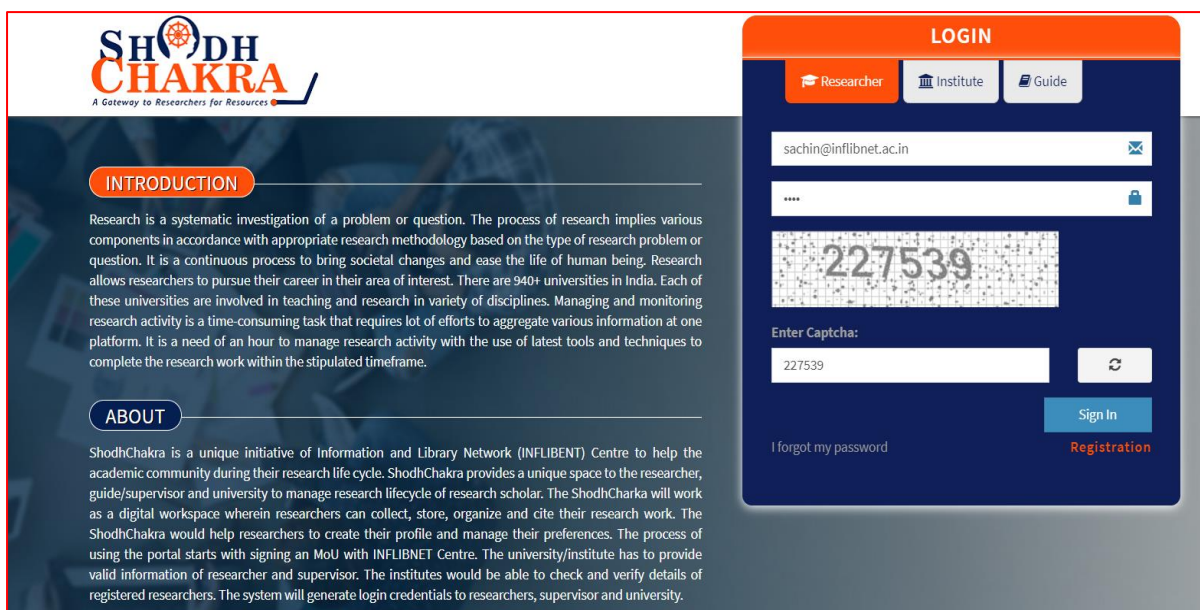 SHODH
CHAKRA
A Gateway to Researchers for Resources
LOGIN
Researcher
Institute
Guide
sachin@inflibnet.ac.in
••••
227539
Enter Captcha:
227539
Sign In
I forgot my password
Registration
INTRODUCTION
Research is a systematic investigation of a problem or question. The process of research implies various
components in accordance with appropriate research methodology based on the type of research problem or
question. It is a continuous process to bring societal changes and ease the life of human being. Research
allows researchers to pursue their career in their area of interest. There are 940+ universities in India. Each of
these universities are involved in teaching and research in variety of disciplines. Managing and monitoring
research activity is a time-consuming task that requires lot of efforts to aggregate various information at one
platform. It is a need of an hour to manage research activity with the use of latest tools and techniques to
complete the research work within the stipulated timeframe.
ABOUT
ShodhChakra is a unique initiative of Information and Library Network (INFLIBENT) Centre to help the
academic community during their research life cycle. ShodhChakra provides a unique space to the researcher,
guide/supervisor and university to manage research lifecycle of research scholar. The ShodhCharka will work
as a digital workspace wherein researchers can collect, store, organize and cite their research work. The
ShodhChakra would help researchers to create their profile and manage their preferences. The process of
using the portal starts with signing an MoU with INFLIBNET Centre. The university/institute has to provide
valid information of researcher and supervisor. The institutes would be able to check and verify details of
registered researchers. The system will generate login credentials to researchers, supervisor and university.